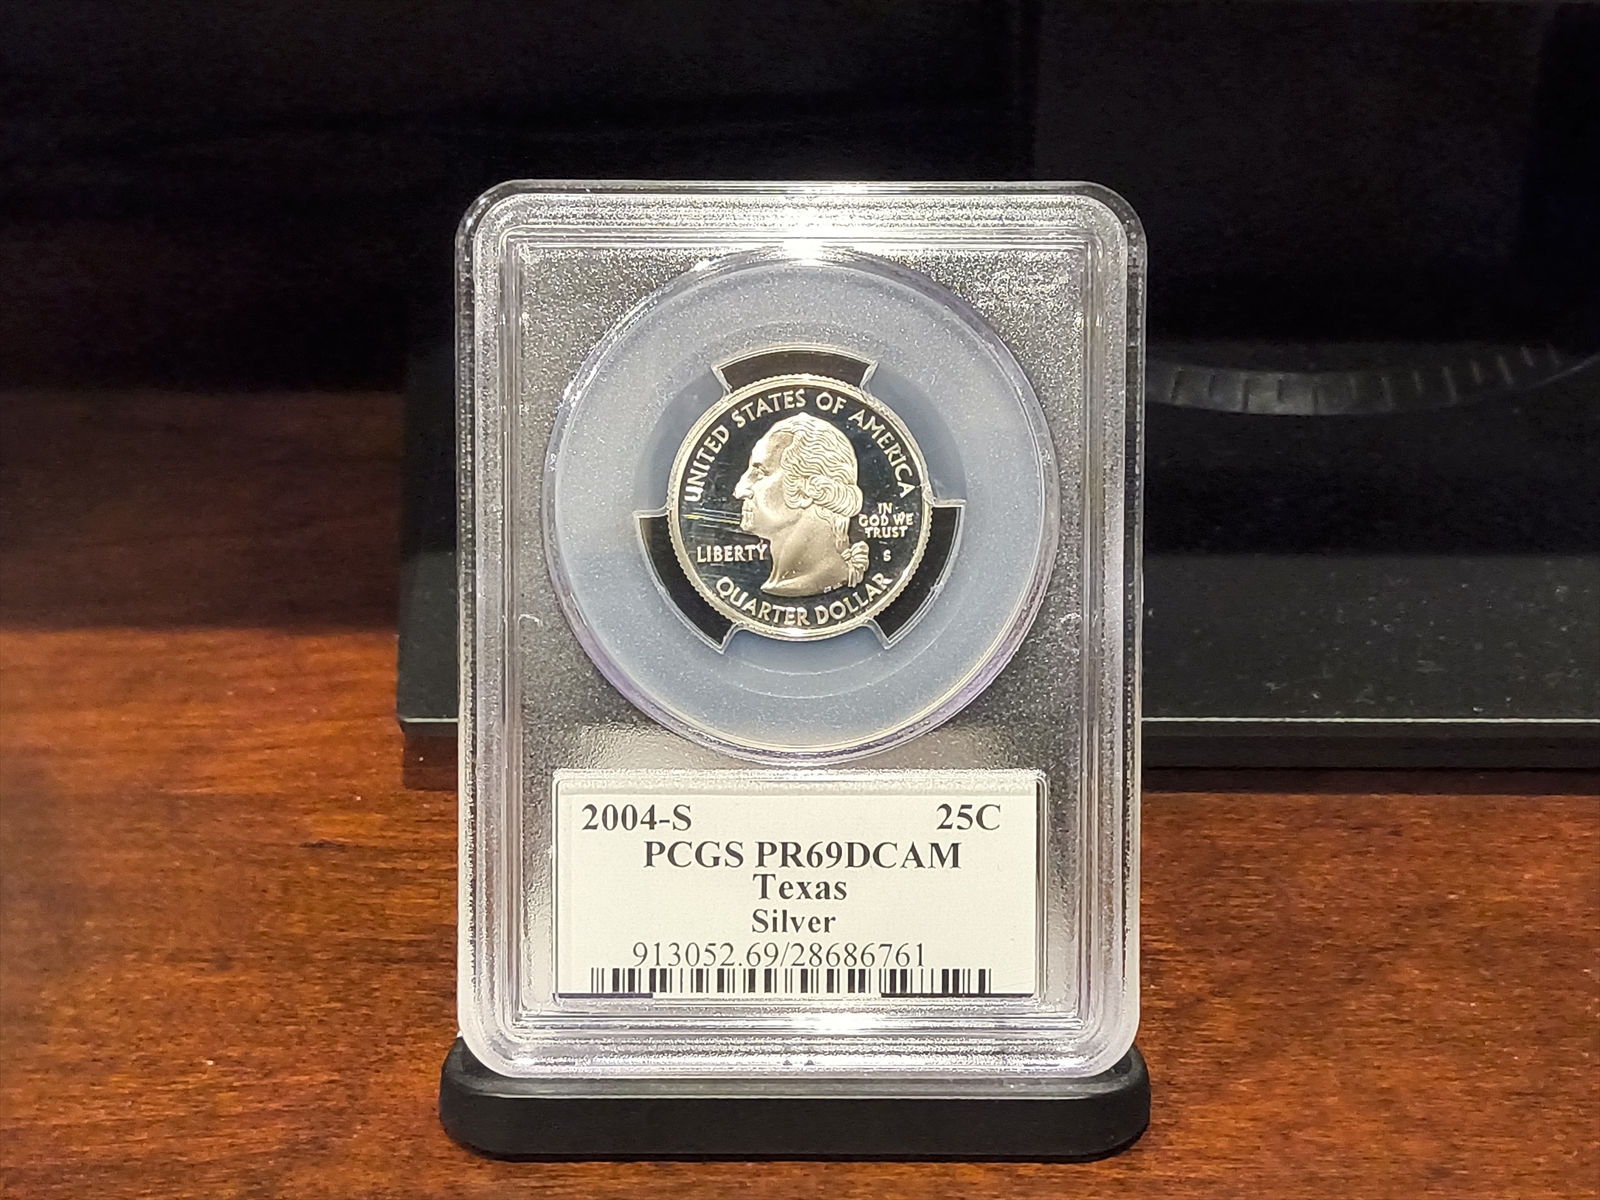 UNITED STATES OF AMERICA
IN
GOD WE
TRUST
LIBERTY
S
QUARTER DOLLAR
2004-S 25C
PCGS PR69DCAM
Texas
Silver
913052.69/28686761